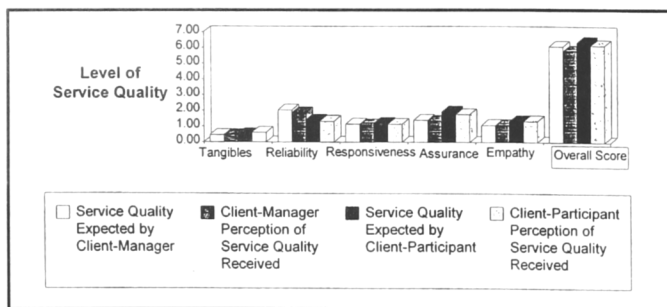 7.00
6.00
5.00
4.00
3.00
2.00
1.00
0.00
Level of
Service Quality
Tangibles Reliability Responsiveness Assurance Empathy Overall Score
Service Quality
Expected by
Client-Manager
Client-Manager
Perception of
Service Quality
Received
Service Quality
Expected by
Client-Participant
Client-Participant
Perception of
Service Quality
Received